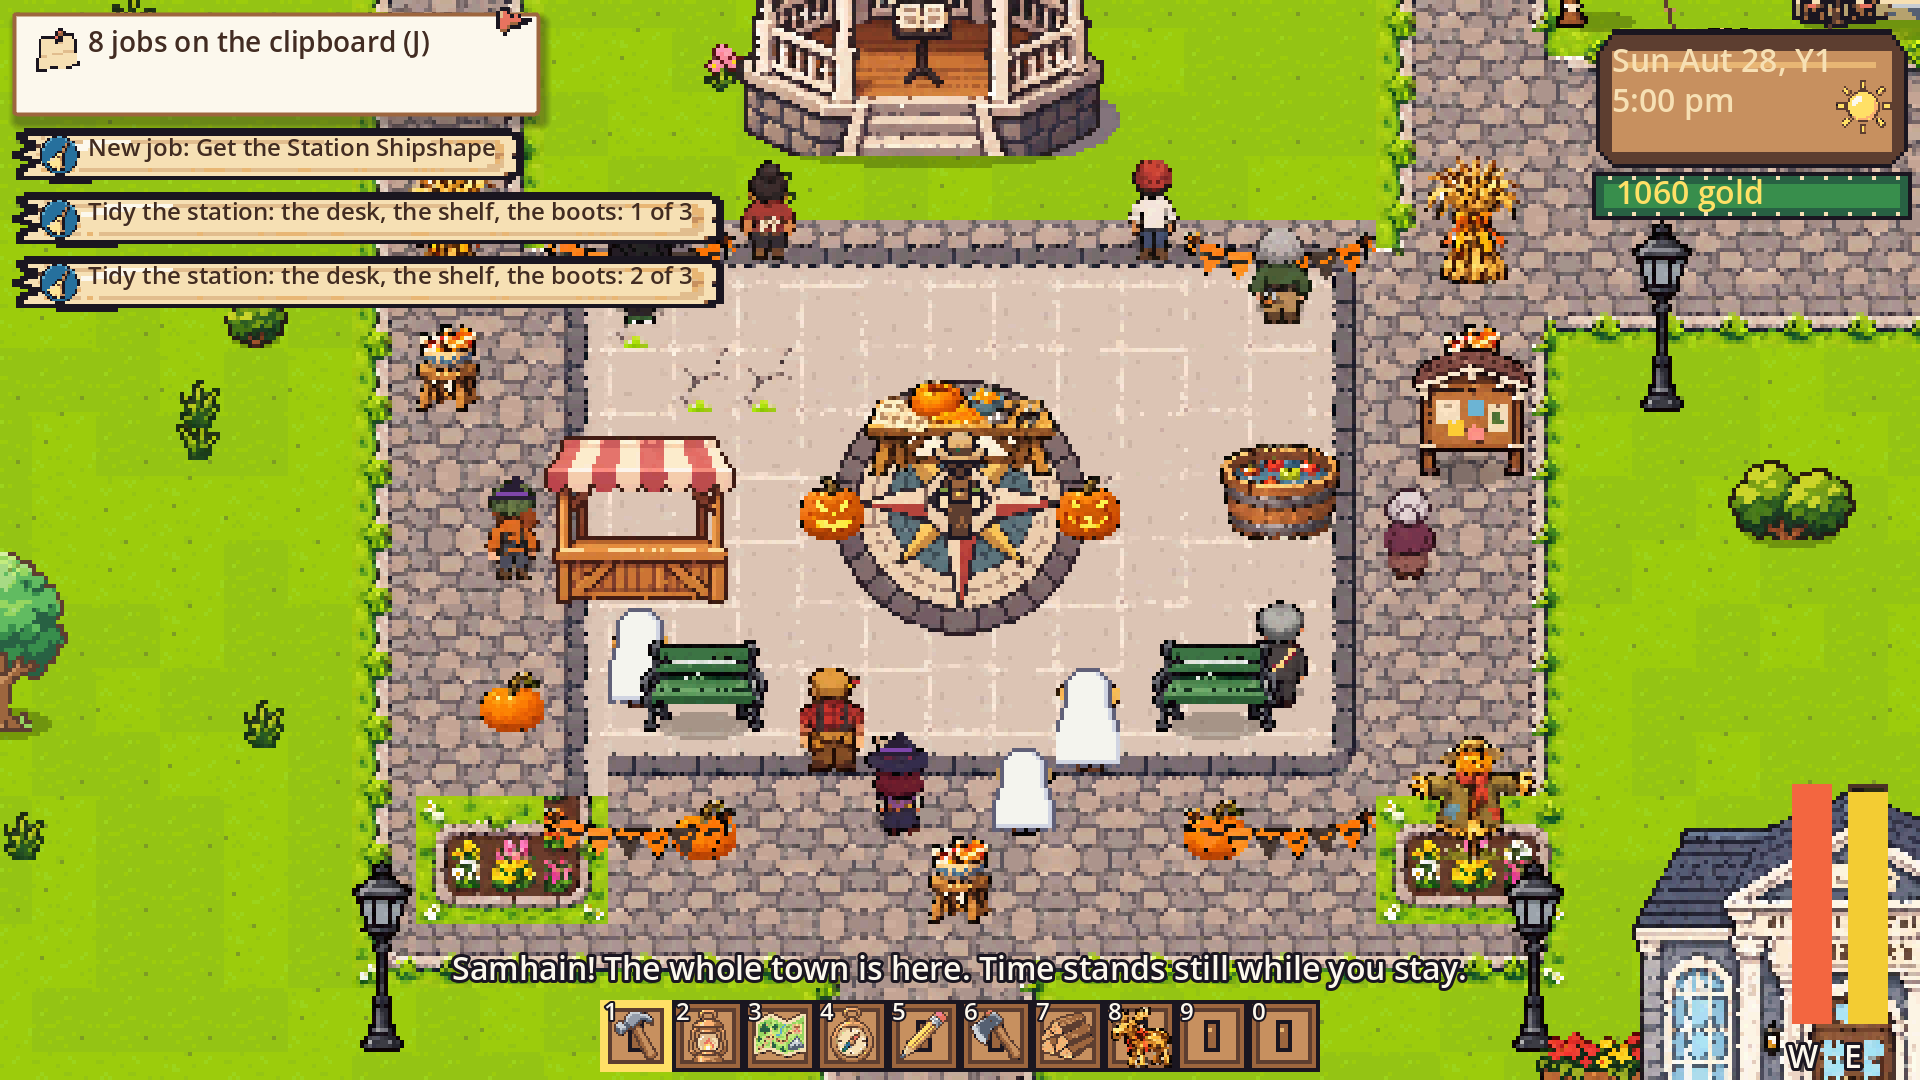 8 jobs on the clipboard (J)
New job: Get the Station Shipshape
Tidy the station: the desk, the shelf, the boots: 1 of 3
Tidy the station: the desk, the shelf, the boots: 2 of 3
Sun Aut 28, Y1
5:00 pm
1060 gold
Samhain! The whole town is here. Time stands still while you stay.
1 2 3 4 5 6 7 8 9 0
W E